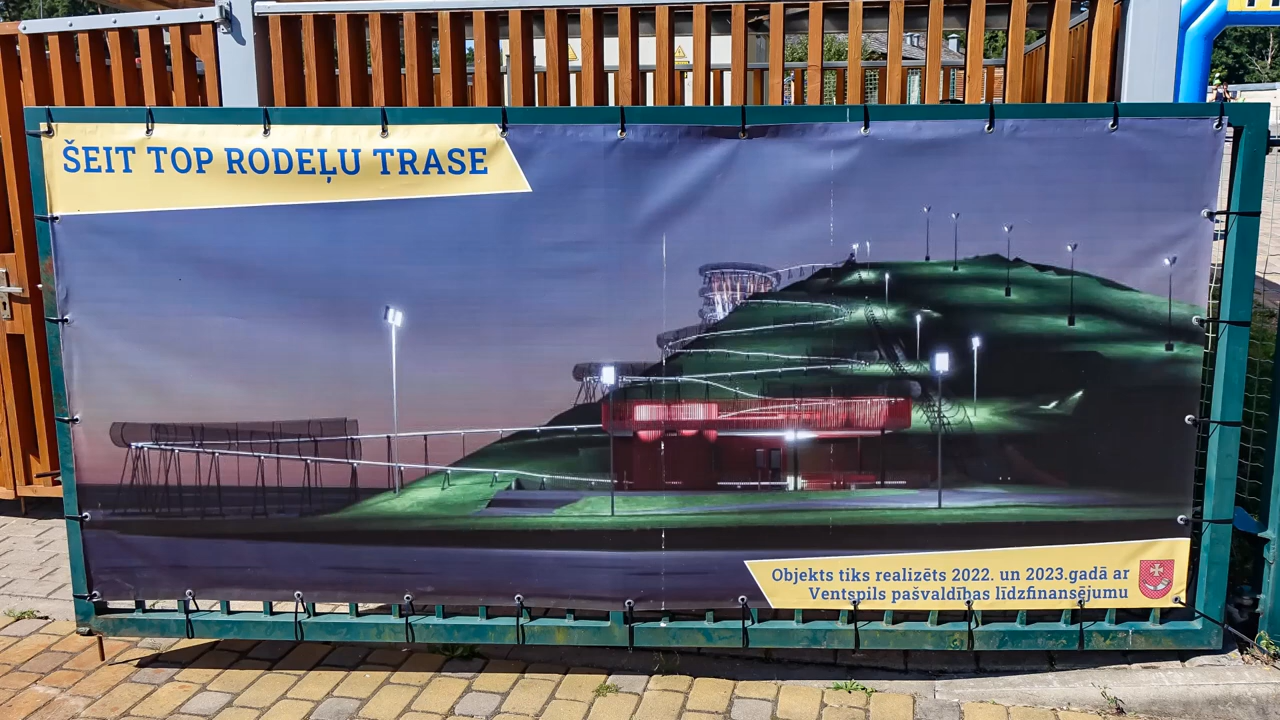 ŠEIT TOP RODEĻU TRASE
Objekts tiks realizēts 2022. un 2023.gadā ar
Ventspils pašvaldības līdzfinansējumu